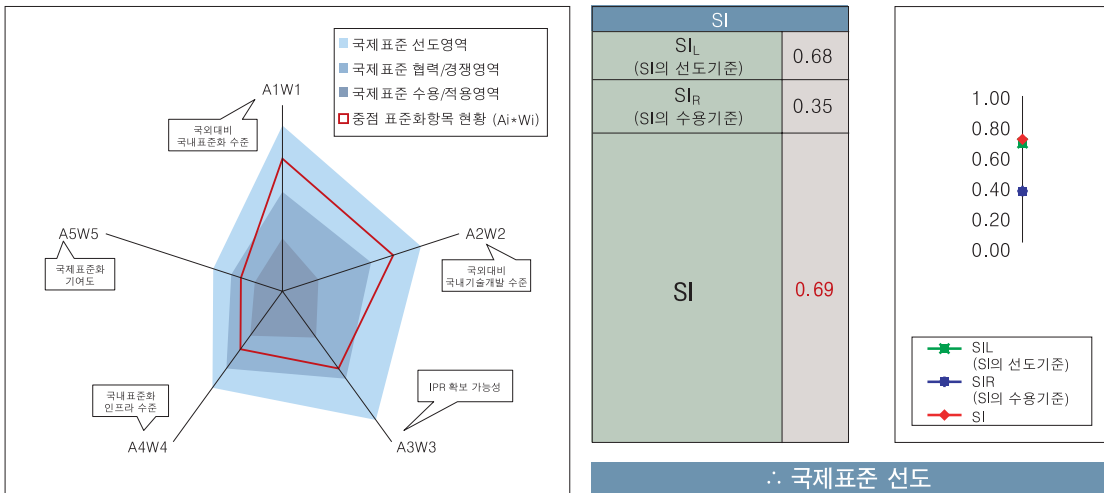 국제표준 선도영역
국제표준 협력/경쟁영역
국제표준 수용/적용영역
중점 표준화항목 현황 (Ai*Wi)
A1W1
국외대비
국내표준화 수준
A2W2
국외대비
국내기술개발 수준
IPR 확보 가능성
A3W3
국내표준화
인프라 수준
A4W4
A5W5
국제표준화
기여도
SI
SIL
(SI의 선도기준)
0.68
SIR
(SI의 수용기준)
0.35
SI
0.69
1.00
0.80
0.60
0.40
0.20
0.00
SIL
(SI의 선도기준)
SIR
(SI의 수용기준)
SI
∴ 국제표준 선도